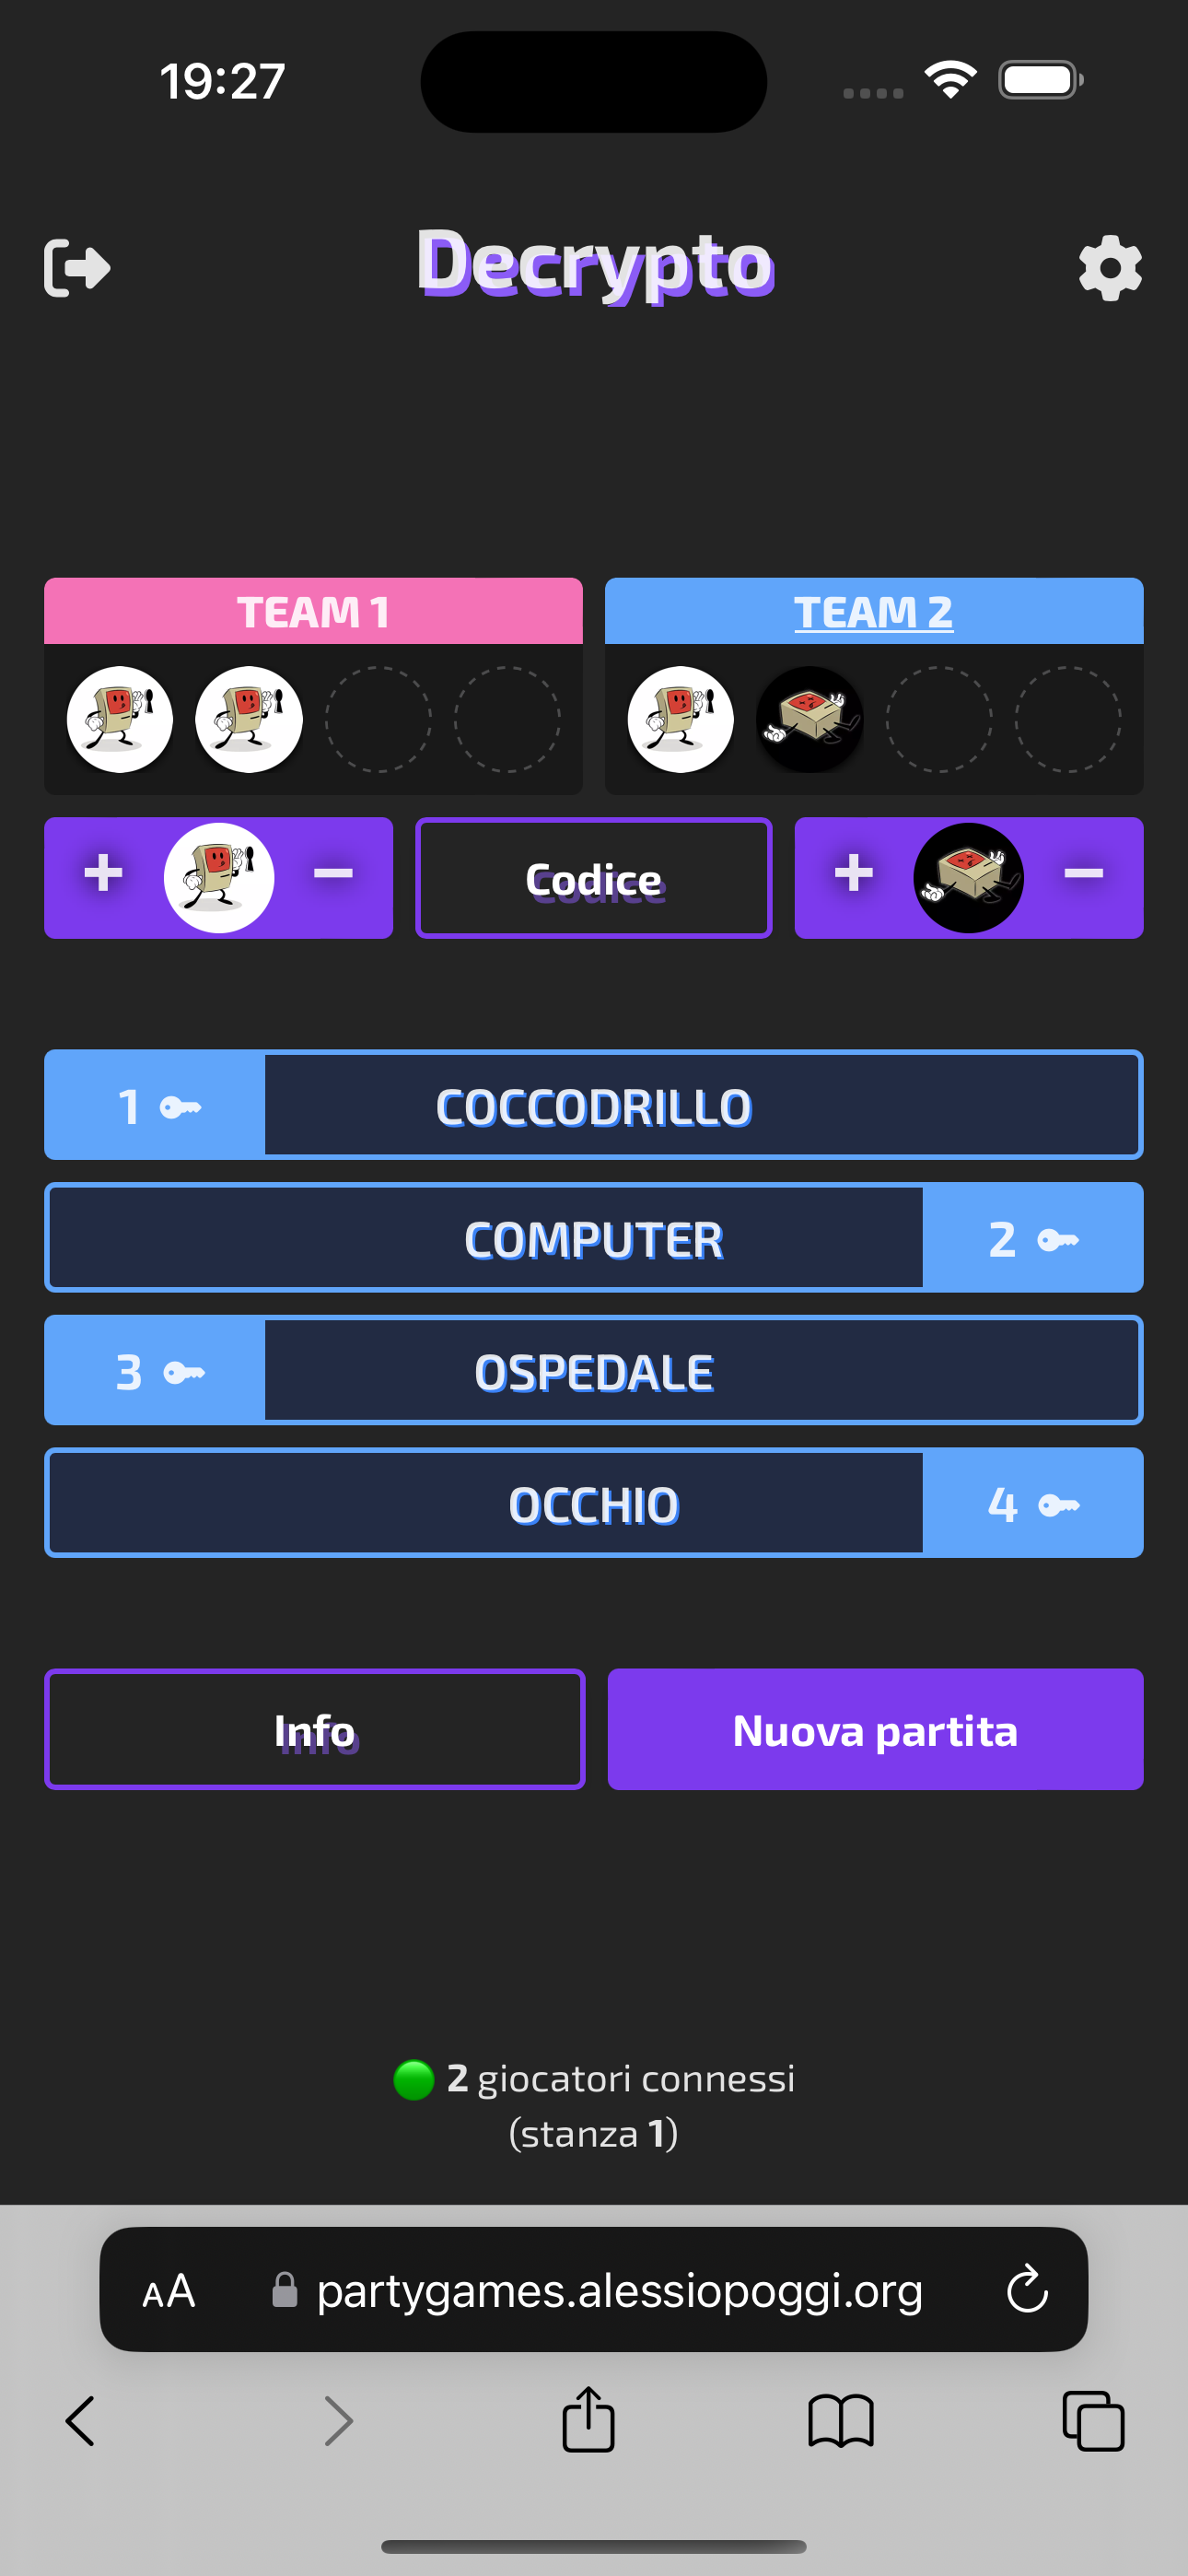 19:27
Decrypto
TEAM 1
TEAM 2
+
−
Codice
+
−
1
COCCODRILLO
COMPUTER
2
3
OSPEDALE
OCCHIO
4
Info
Nuova partita
2 giocatori connessi
(stanza 1)
AA
partygames.alessiopoggi.org